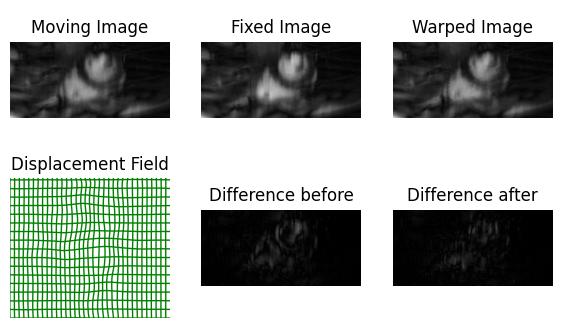 Moving Image
Fixed Image
Warped Image
Displacement Field
Difference before
Difference after